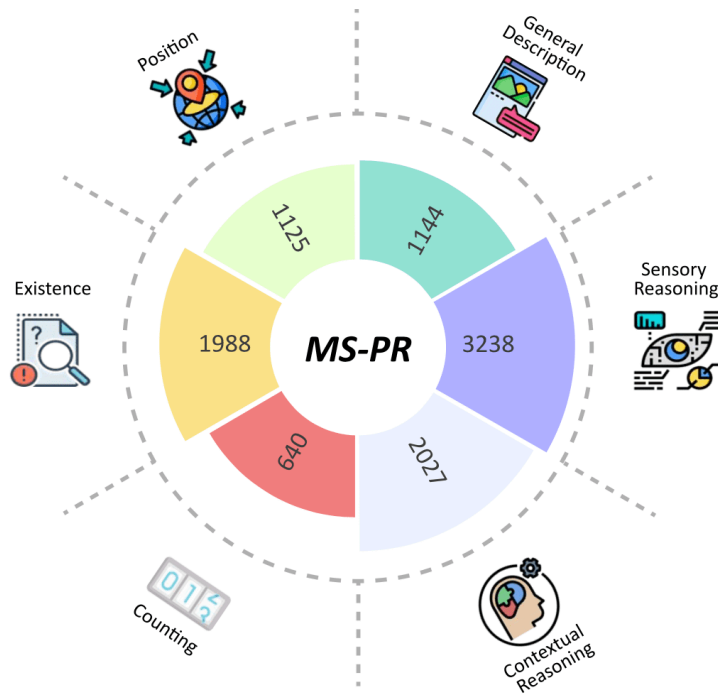 General
Description
1144
Sensory
Reasoning
3238
Contextual
Reasoning
2027
Counting
640
Existence
?
!
1988
Position
1125
MS-PR